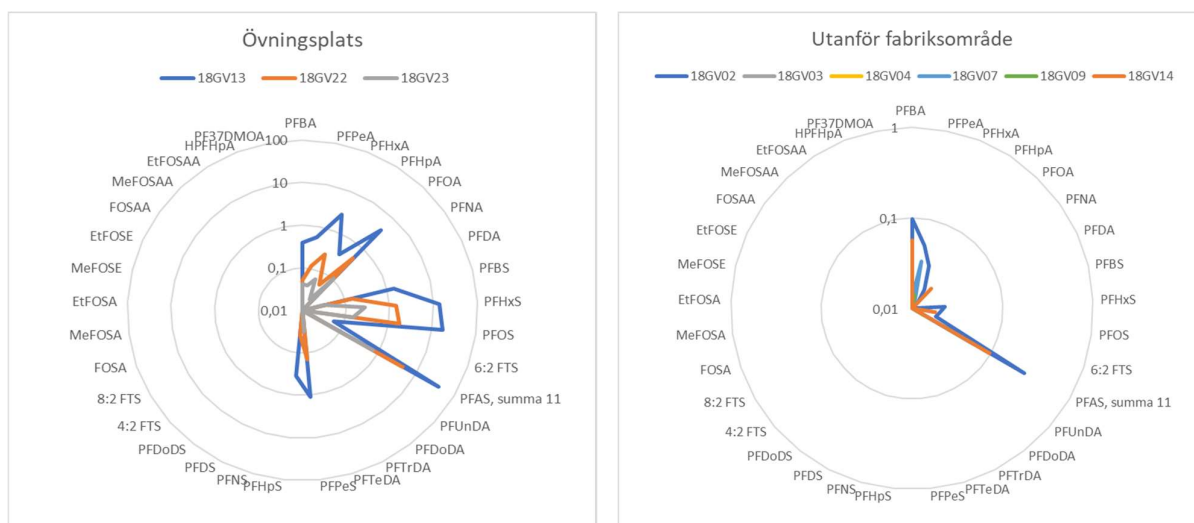 Övningsplats
18GV13 18GV22 18GV23
PFBA
PFPeA
PFHxA
PFHpA
PFOA
PFNA
PFDA
PFBS
PFHxS
PFOS
6:2 FTS
PFAS, summa 11
PFUnDA
PFDoDA
PFTrDA
PFTeDA
PFPeS
PFHpS
PFNS
PFDS
PFDoDS
4:2 FTS
8:2 FTS
FOSA
MeFOSA
EtFOSA
MeFOSE
EtFOSE
FOSAA
MeFOSAA
EtFOSAA
HPFHpA
PF37DMOA
100
10
1
0,1
0,01
Utanför fabriksområde
18GV02 18GV03 18GV04 18GV07 18GV09 18GV14
PFBA
PFPeA
PFHxA
PFHpA
PFOA
PFNA
PFDA
PFBS
PFHxS
PFOS
6:2 FTS
PFAS, summa 11
PFUnDA
PFDoDA
PFTrDA
PFTeDA
PFPeS
PFHpS
PFNS
PFDS
PFDoDS
4:2 FTS
8:2 FTS
FOSA
MeFOSA
EtFOSA
MeFOSE
EtFOSE
FOSAA
MeFOSAA
EtFOSAA
HPFHpA
PF37DMOA
1
0,1
0,01